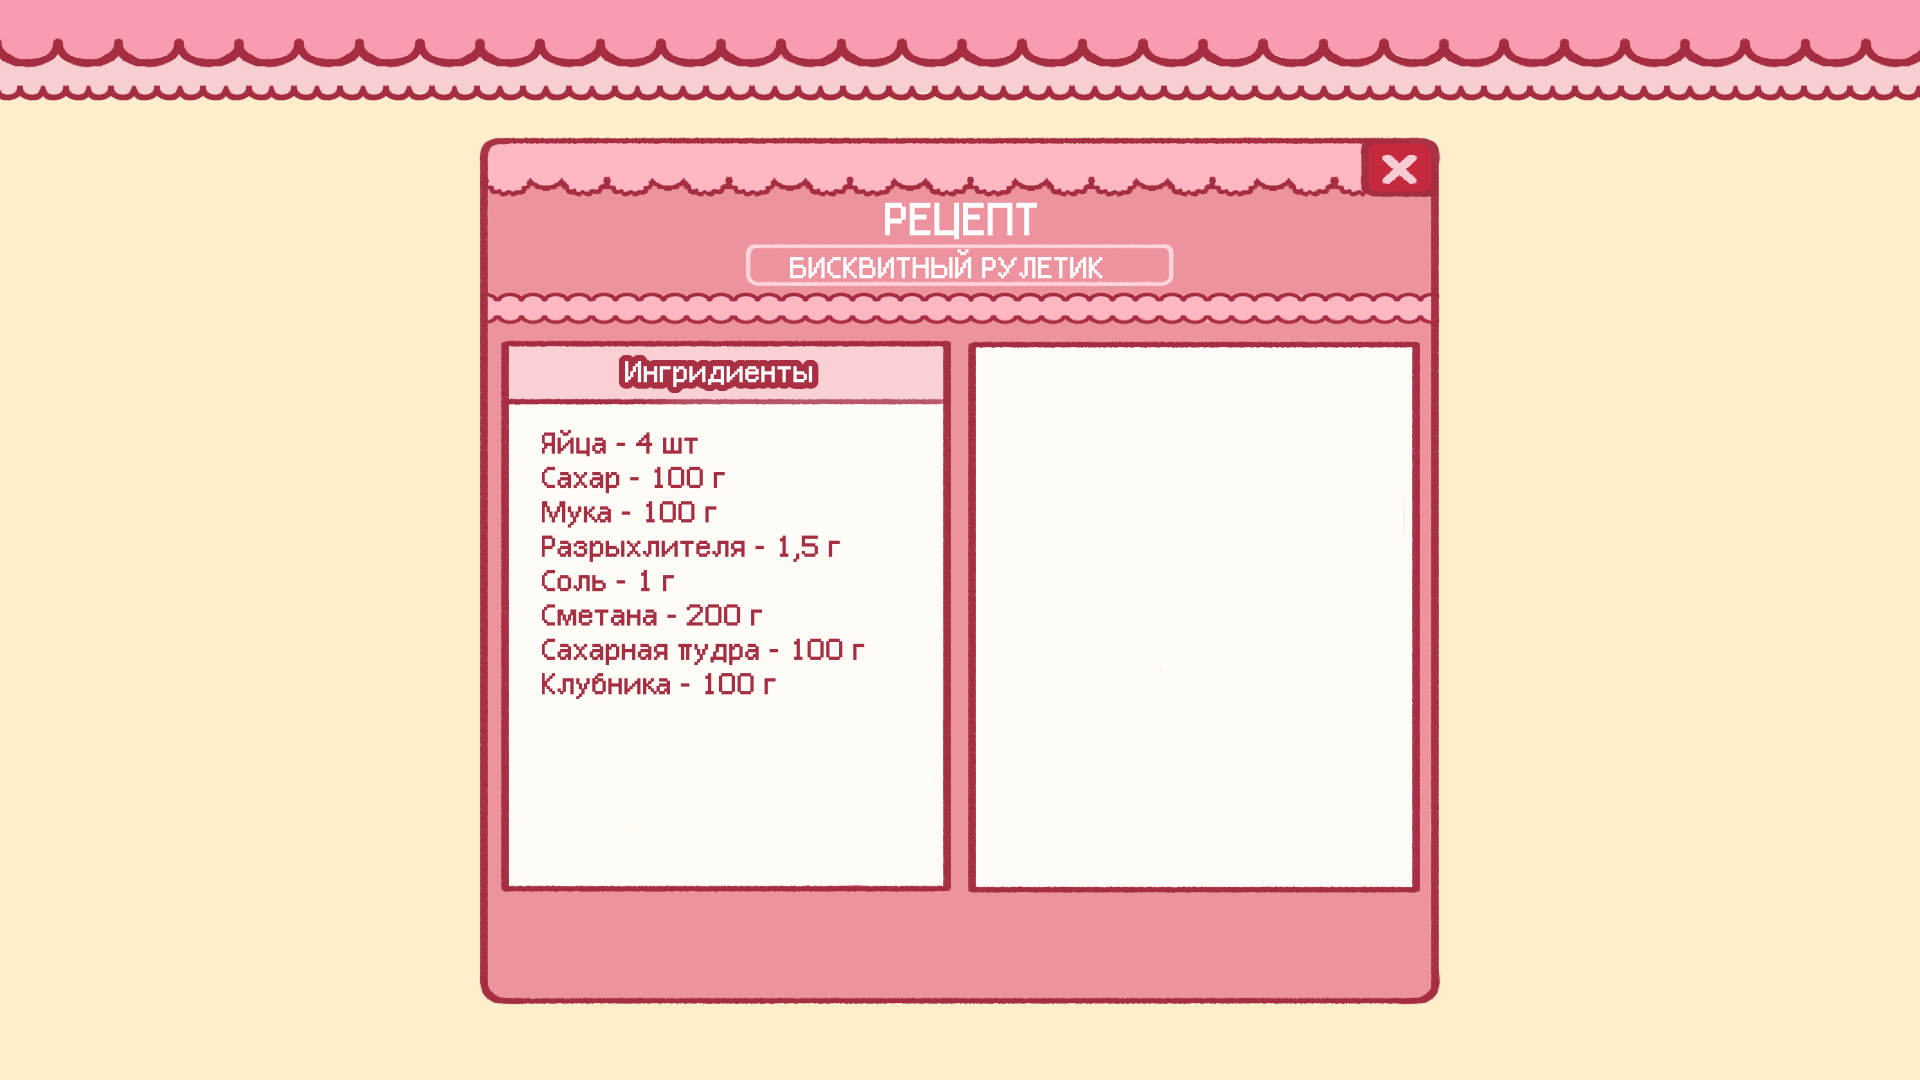 РЕЦЕПТ
БИСКВИТНЫЙ РУЛЕТИК
Ингридиенты
Яйца - 4 шт
Сахар - 100 г
Мука - 100 г
Разрыхлителя - 1,5 г
Соль - 1 г
Сметана - 200 г
Сахарная пудра - 100 г
Клубника - 100 г